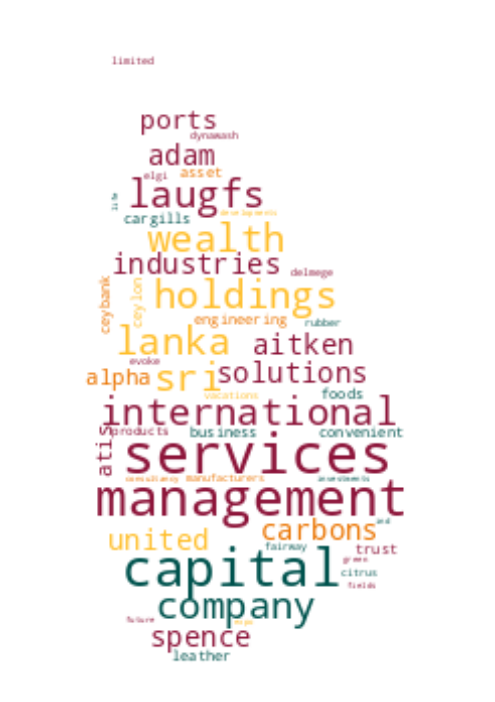 limited
ports
dynawash
adam
elgi asset
life laugfs
cargills developments
wealth
industries delmege
ceybank ceylon holdings
engineering rubber
lanka aitken
evoke
alpha sri solutions
vacations foods
international
atis products business convenient
services
consultancy manufacturers investments
management
and
united carbons
fairway trust
capital green
citrus
fields
company
future
spence
leather